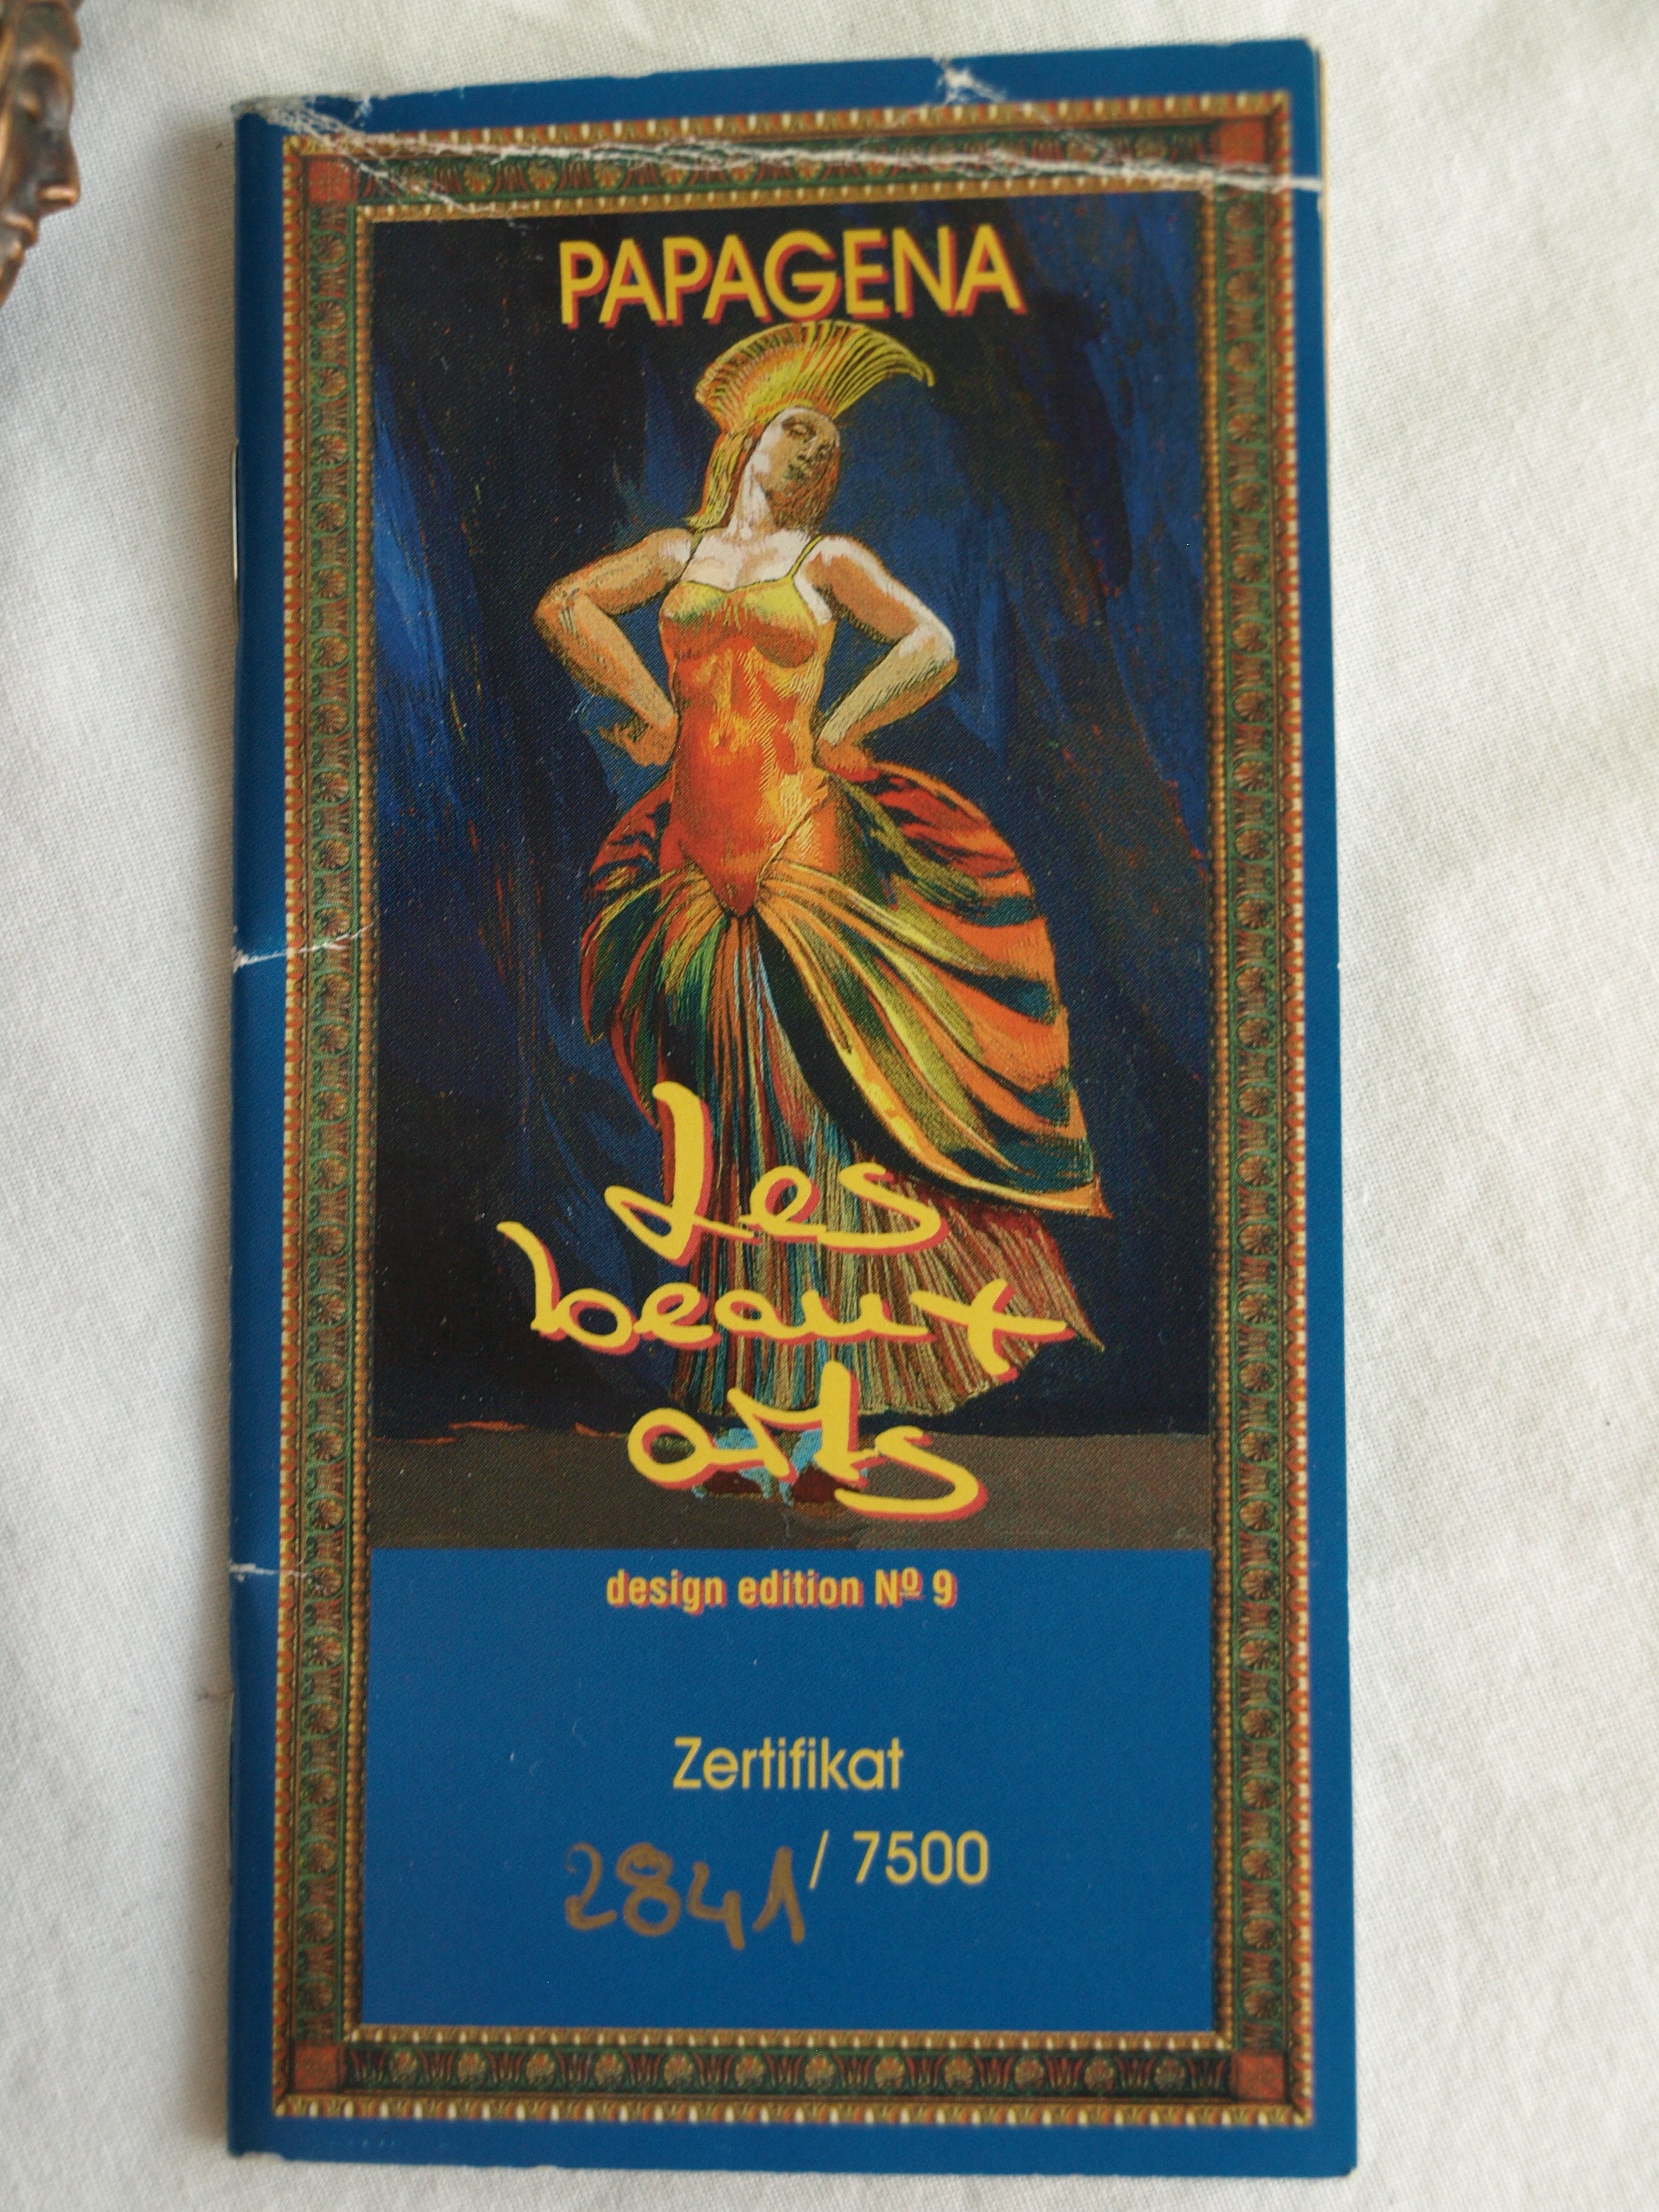 PAPAGENA
Les
beaux
arts
design edition Nº 9
Zertifikat
2841 / 7500